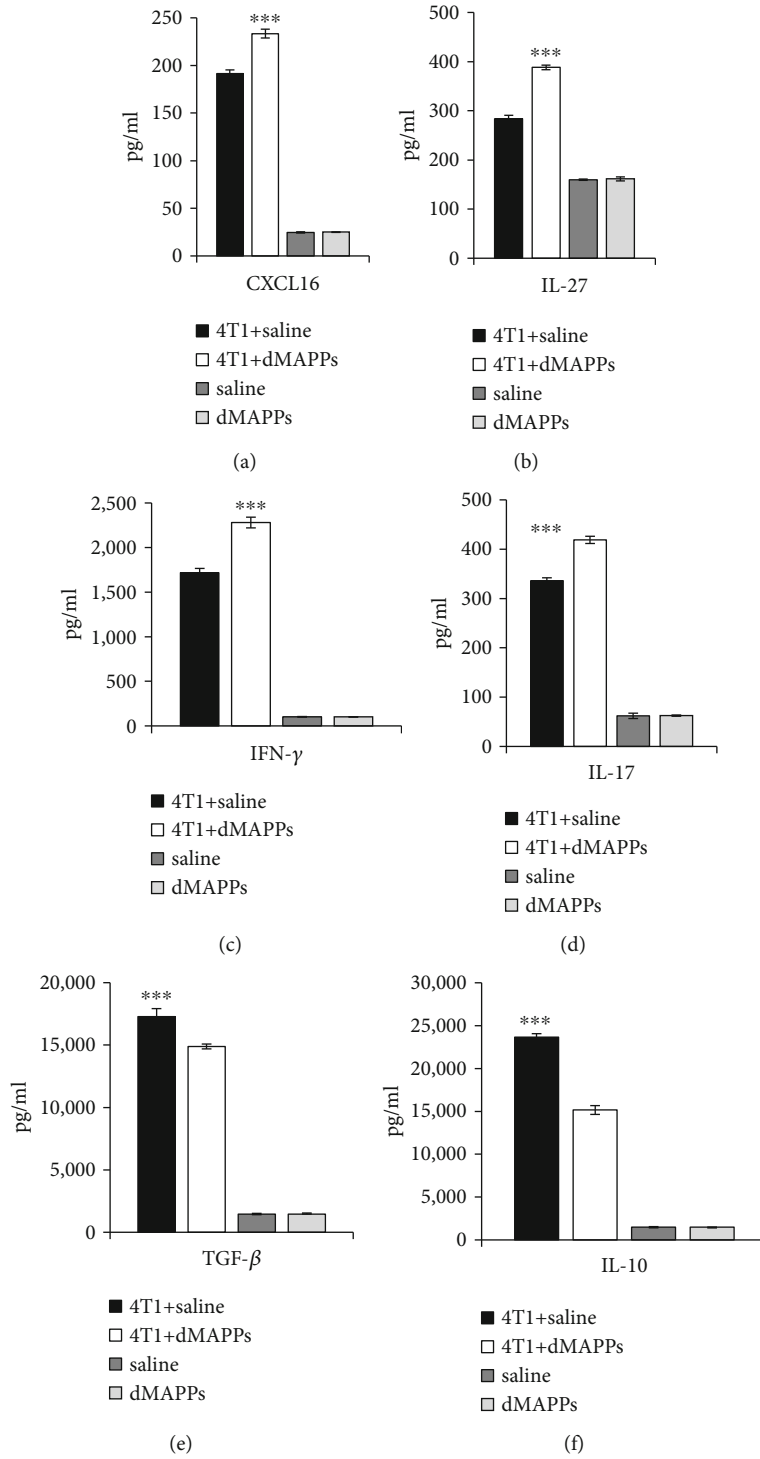 250
200
150
100
50
0
pg/ml
***
CXCL16
4T1+saline
4T1+dMAPPs
saline
dMAPPs
(a)
500
400
300
200
100
0
pg/ml
***
IL-27
4T1+saline
4T1+dMAPPs
saline
dMAPPs
(b)
2,500
2,000
1,500
1,000
500
0
pg/ml
***
IFN-γ
4T1+saline
4T1+dMAPPs
saline
dMAPPs
(c)
500
400
300
200
100
0
pg/ml
***
IL-17
4T1+saline
4T1+dMAPPs
saline
dMAPPs
(d)
20,000
15,000
10,000
5,000
0
pg/ml
***
TGF-β
4T1+saline
4T1+dMAPPs
saline
dMAPPs
(e)
30,000
25,000
20,000
15,000
10,000
5,000
0
pg/ml
***
IL-10
4T1+saline
4T1+dMAPPs
saline
dMAPPs
(f)